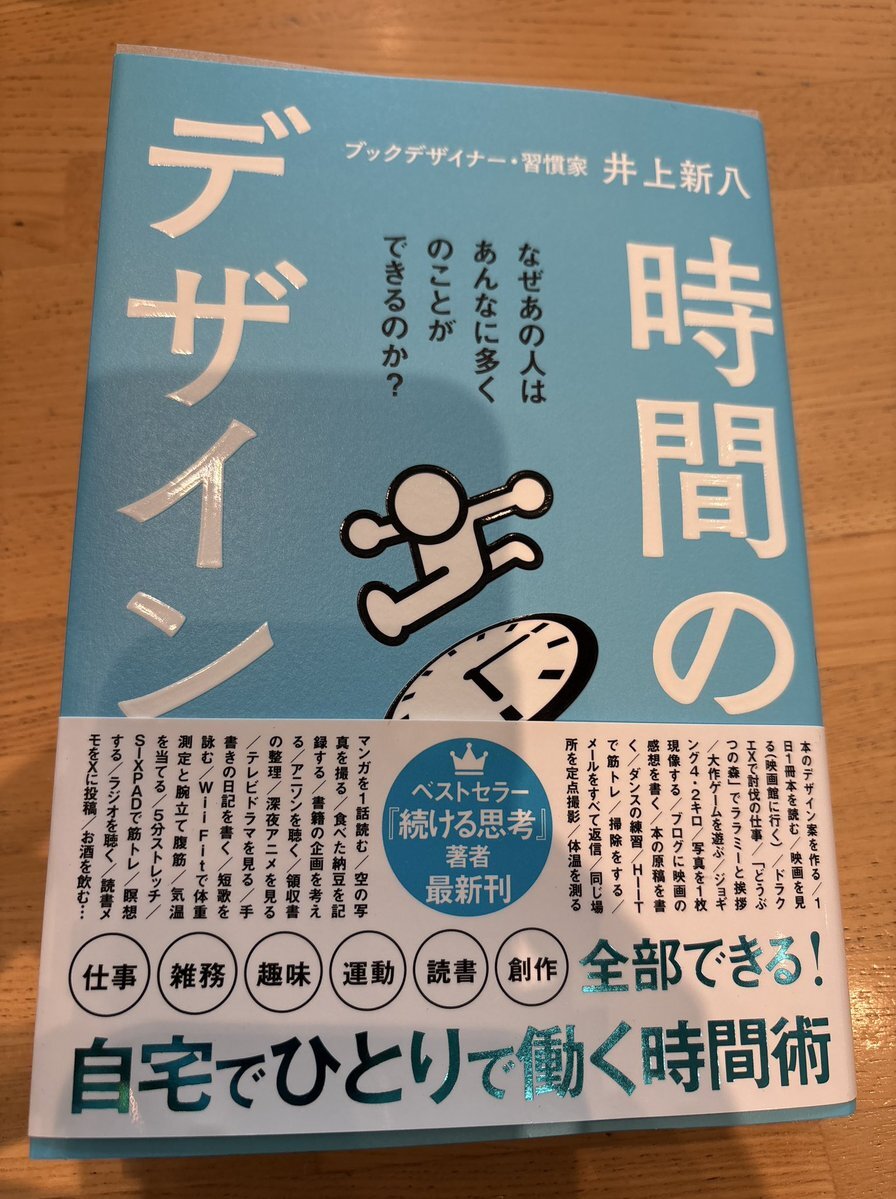 ブックデザイナー・習慣家 井上新八
時間の
デザイン
なぜあの人は
あんなに多く
のことが
できるのか?
本のデザイン案を作る/1
日1冊本を読む/映画を見
る(映画館に行く)/ドラク
エXで討伐の仕事/「どうぶ
つの森」でララミーと挨拶
/大作ゲームを遊ぶ/ジョギ
ング4・2キロ/写真を1枚
現像する/ブログに映画の
感想を書く/本の原稿を書
く/ダンスの練習/HIIT
で筋トレ/掃除をする/
メールをすべて返信/同じ場
所を定点撮影/体温を測る
ベストセラー
『続ける思考』
著者
最新刊
マンガを1話読む/空の写
真を撮る/食べた納豆を記
録する/書籍の企画を考え
る/アニソンを聴く/領収書
の整理/深夜アニメを見る
/テレビドラマを見る/手
書きの日記を書く/短歌を
詠む/WiiFitで体重
測定と腕立て腹筋/気温
を当てる/5分ストレッチ/
SIXPADで筋トレ/瞑想
する/ラジオを聴く/読書メ
モをXに投稿/お酒を飲む…
仕事 雑務 趣味 運動 読書 創作 全部できる!
自宅でひとりで働く時間術